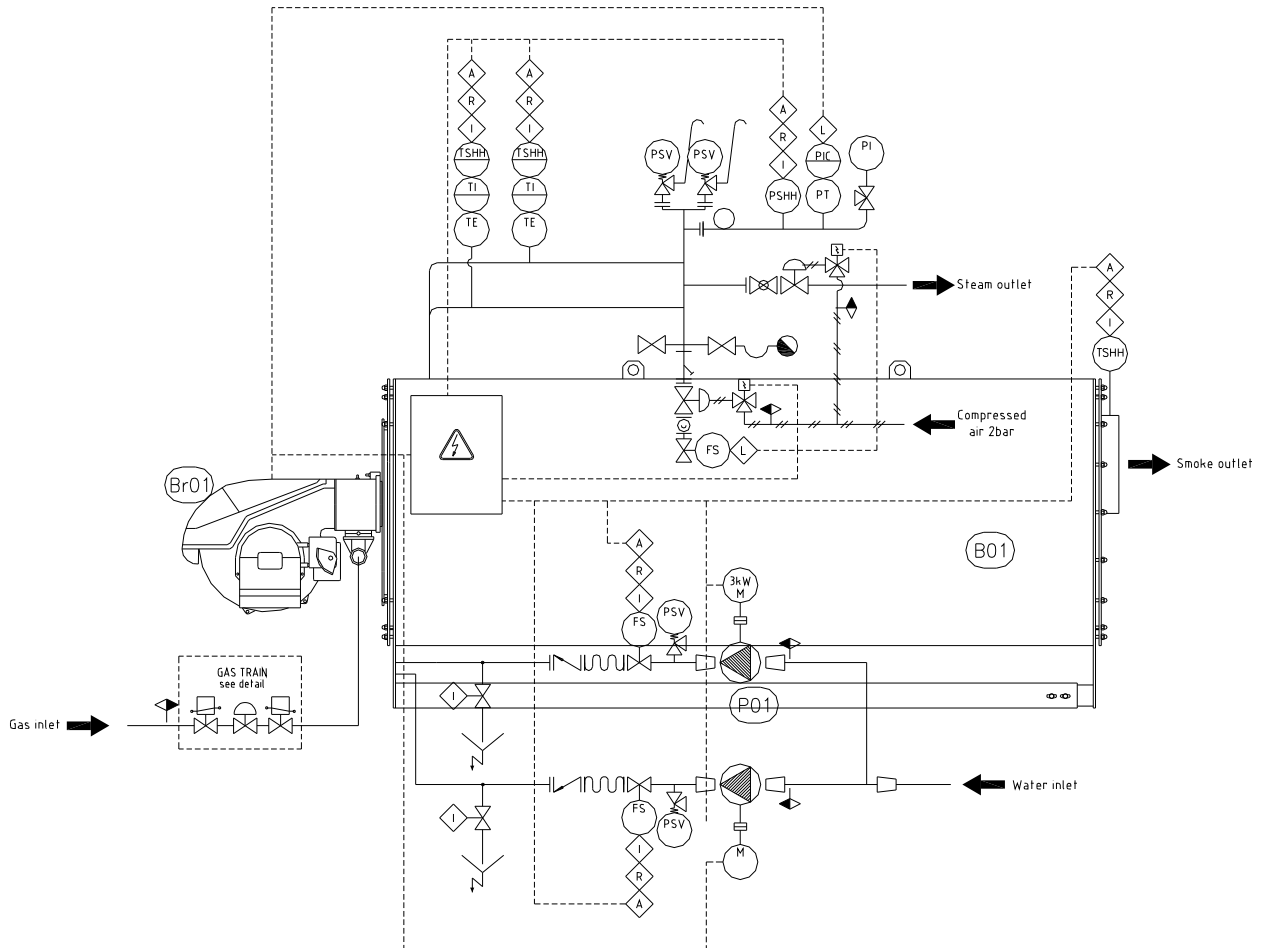 A
A
R
R
I
I
TSHH
TSHH
TI
TI
TE
TE
PSV
PSV
A
R
I
PSHH
L
PIC
PT
PI
Steam outlet
A
R
I
TSHH
Compressed
air 2bar
FS
L
Smoke outlet
Br01
B01
A
R
I
FS
PSV
3kW
M
GAS TRAIN
see detail
Gas inlet
I
P01
Water inlet
I
FS
PSV
I
R
A
M